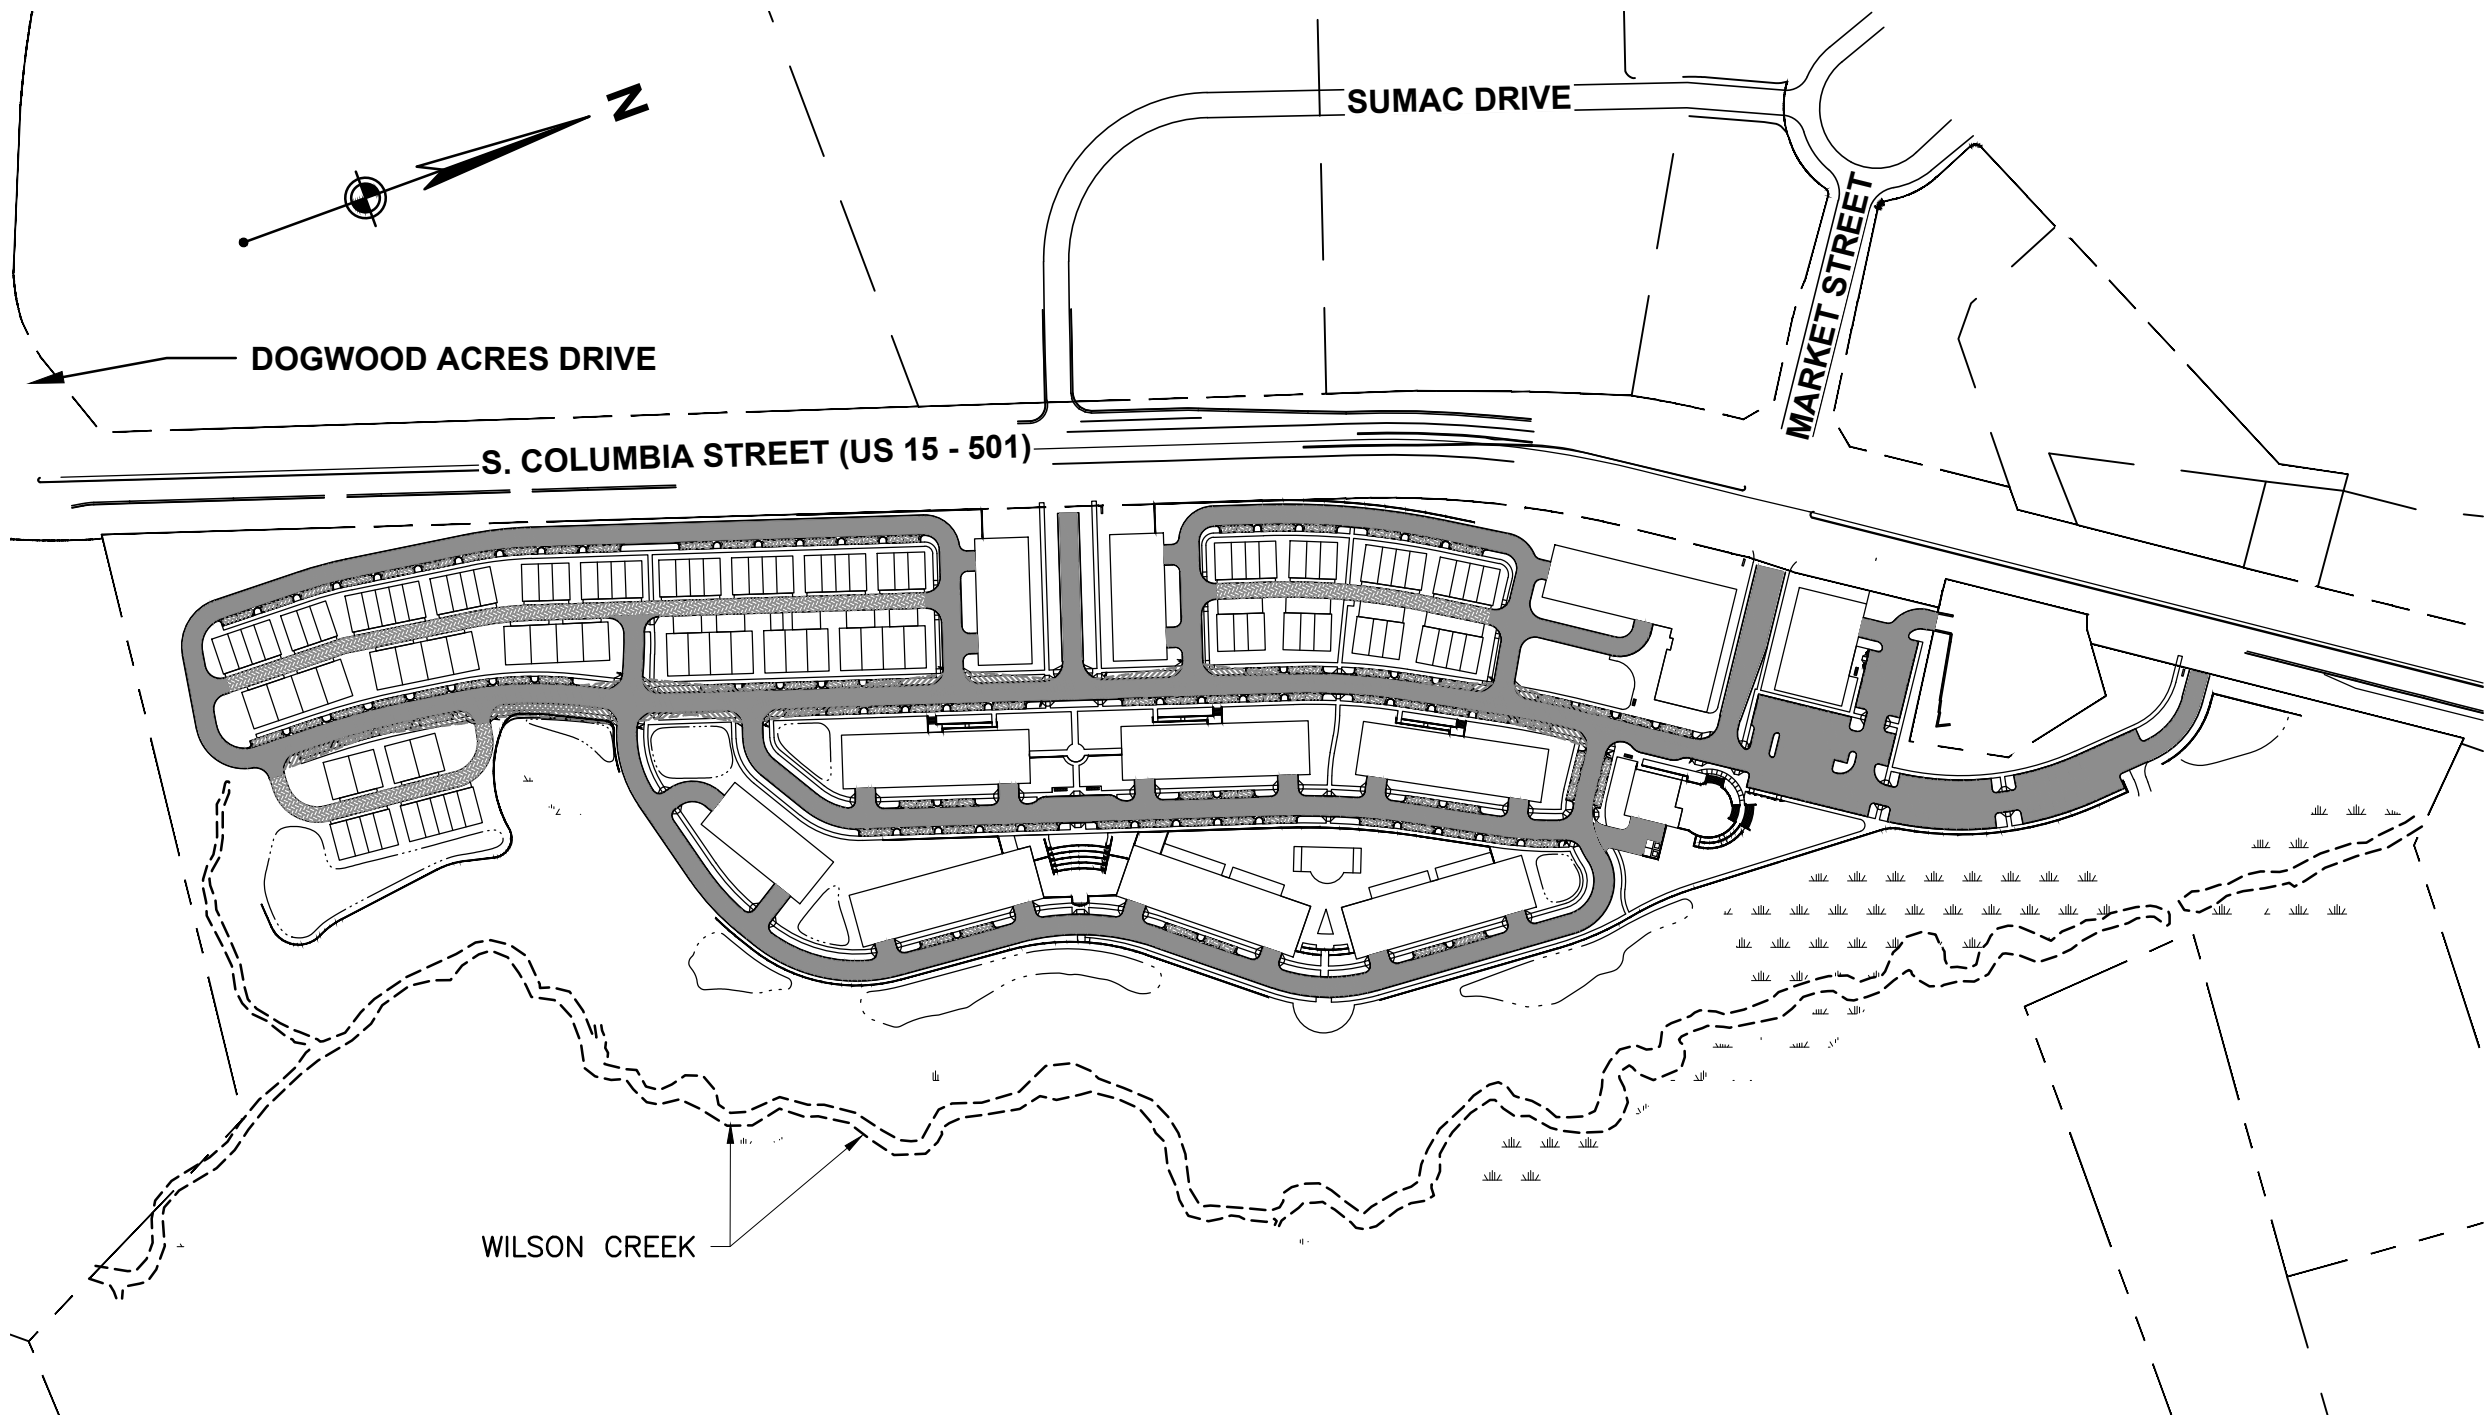 SUMAC DRIVE
N
MARKET STREET
DOGWOOD ACRES DRIVE
S. COLUMBIA STREET (US 15 - 501)
WILSON CREEK